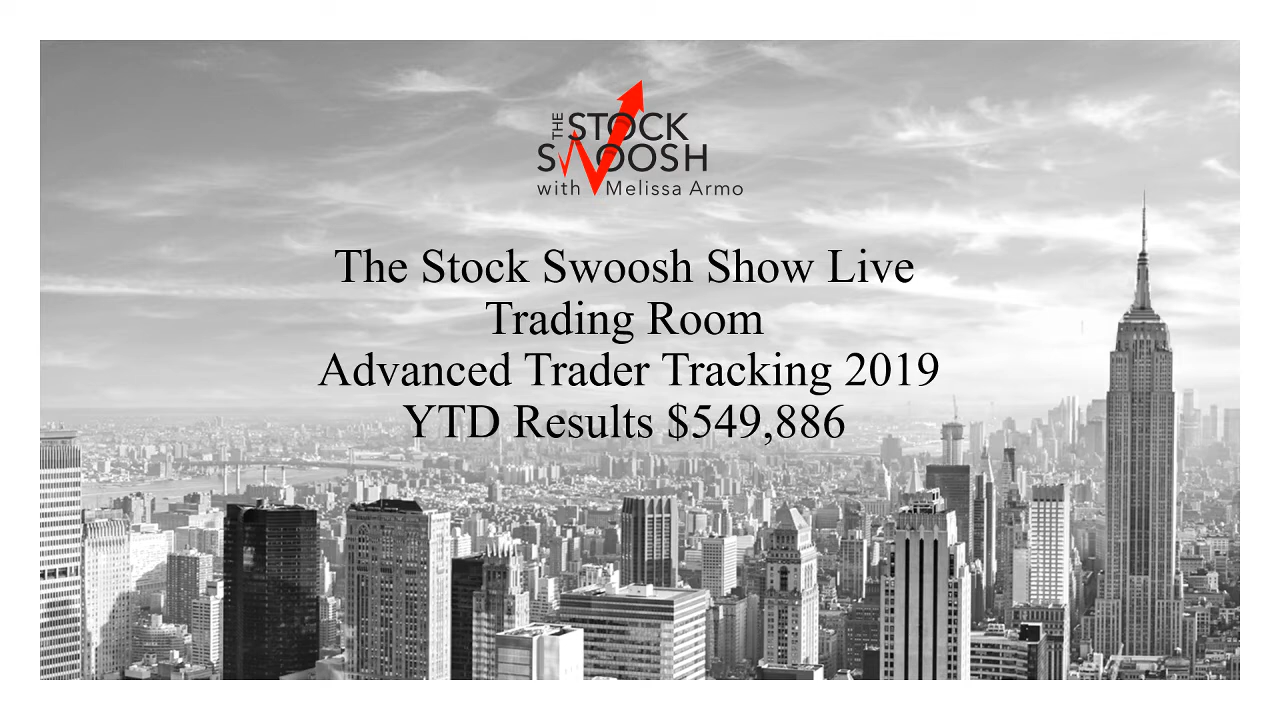 THE STOCK
SWOOSH
with Melissa Armo
The Stock Swoosh Show Live
Trading Room
Advanced Trader Tracking 2019
YTD Results $549,886